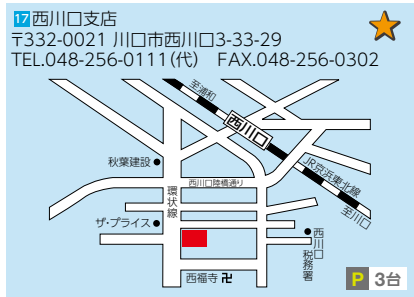 17 西川口支店
〒332-0021 川口市西川口3-33-29
TEL.048-256-0111(代) FAX.048-256-0302
至浦和
西川口
JR京浜東北線
至川口
秋葉建設
西川口陸橋通り
環状線
ザ・プライス
西川口税務署
西福寺 卍
P 3台